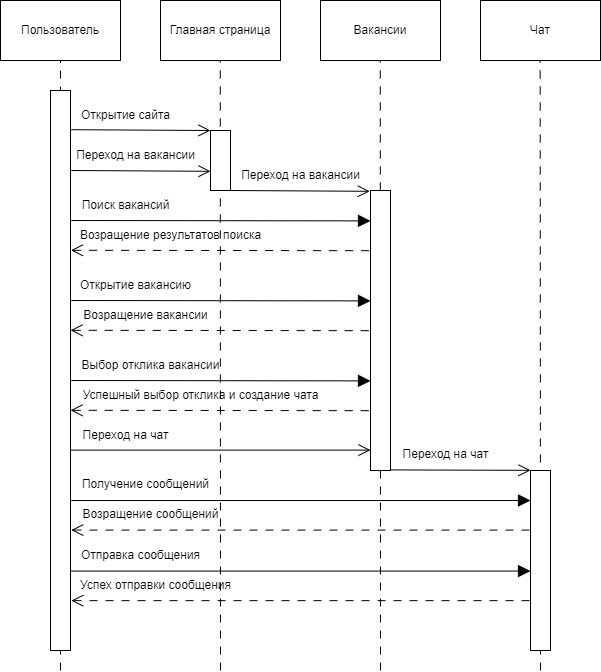 Пользователь
Главная страница
Вакансии
Чат
Открытие сайта
Переход на вакансии
Переход на вакансии
Поиск вакансий
Возращение результатов поиска
Открытие вакансию
Возращение вакансии
Выбор отклика вакансии
Успешный выбор отклика и создание чата
Переход на чат
Переход на чат
Получение сообщений
Возращение сообщений
Отправка сообщения
Успех отправки сообщения